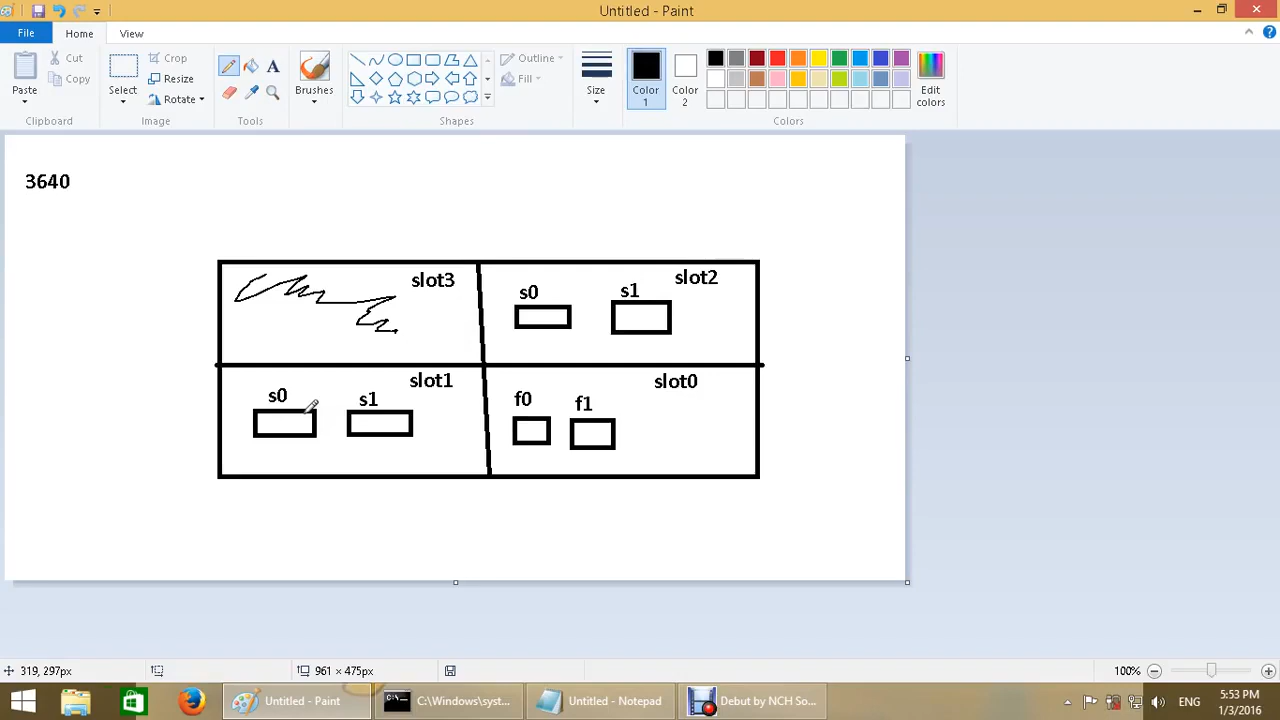 Untitled - Paint
File
Home
View
Paste
Cut
Copy
Clipboard
Select
Crop
Resize
Rotate
Image
A
Tools
Brushes
Outline
Fill
Shapes
Size
Color
1
Color
2
Edit
colors
Colors
3640
slot3
s0
s1
slot2
s0
s1
slot1
f0
f1
slot0
319, 297px
961 × 475px
100%
Untitled - Paint
C:\Windows\syst...
Untitled - Notepad
Debut by NCH So...
ENG
5:53 PM
1/3/2016